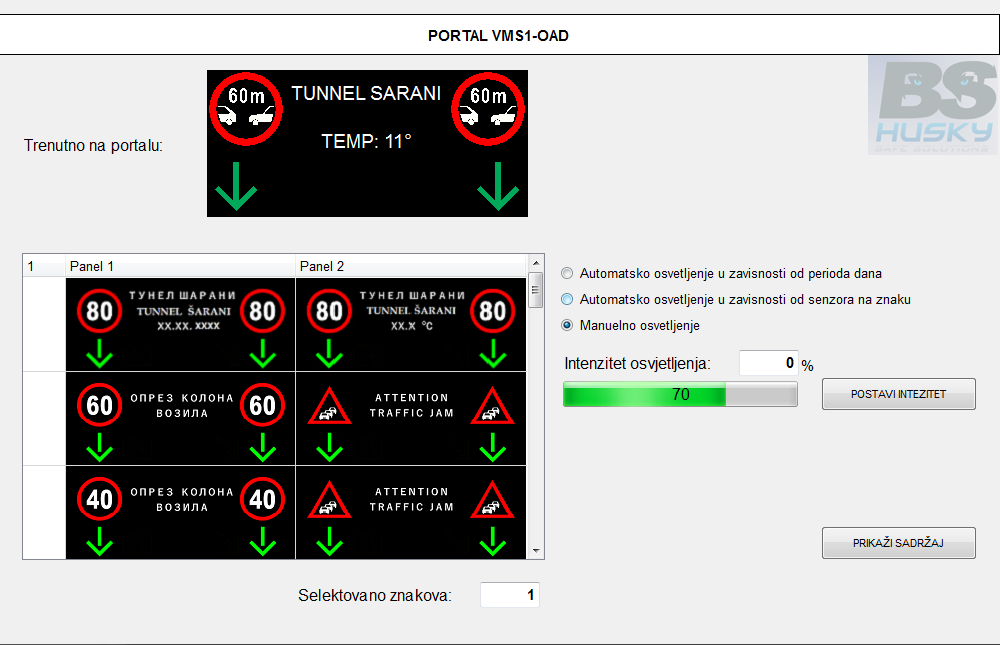 PORTAL VMS1-OAD
BS
HUSKY
SAFE SOLUTIONS
Trenutno na portalu:
60m
TUNNEL SARANI
60m
TEMP: 11°
1
Panel 1
Panel 2
80
ТУНЕЛ ШАРАНИ
TUNNEL ŠARANI
XX.XX. XXXX
80
80
ТУНЕЛ ШАРАНИ
TUNNEL ŠARANI
XX.X °C
80
60
ОПРЕЗ КОЛОНА
ВОЗИЛА
60
ATTENTION
TRAFFIC JAM
40
ОПРЕЗ КОЛОНА
ВОЗИЛА
40
ATTENTION
TRAFFIC JAM
Automatsko osvetljenje u zavisnosti od perioda dana
Automatsko osvetljenje u zavisnosti od senzora na znaku
Manuelno osvetljenje
Intenzitet osvjetljenja:
0 %
70
POSTAVI INTEZITET
PRIKAŽI SADRŽAJ
Selektovano znakova:
1